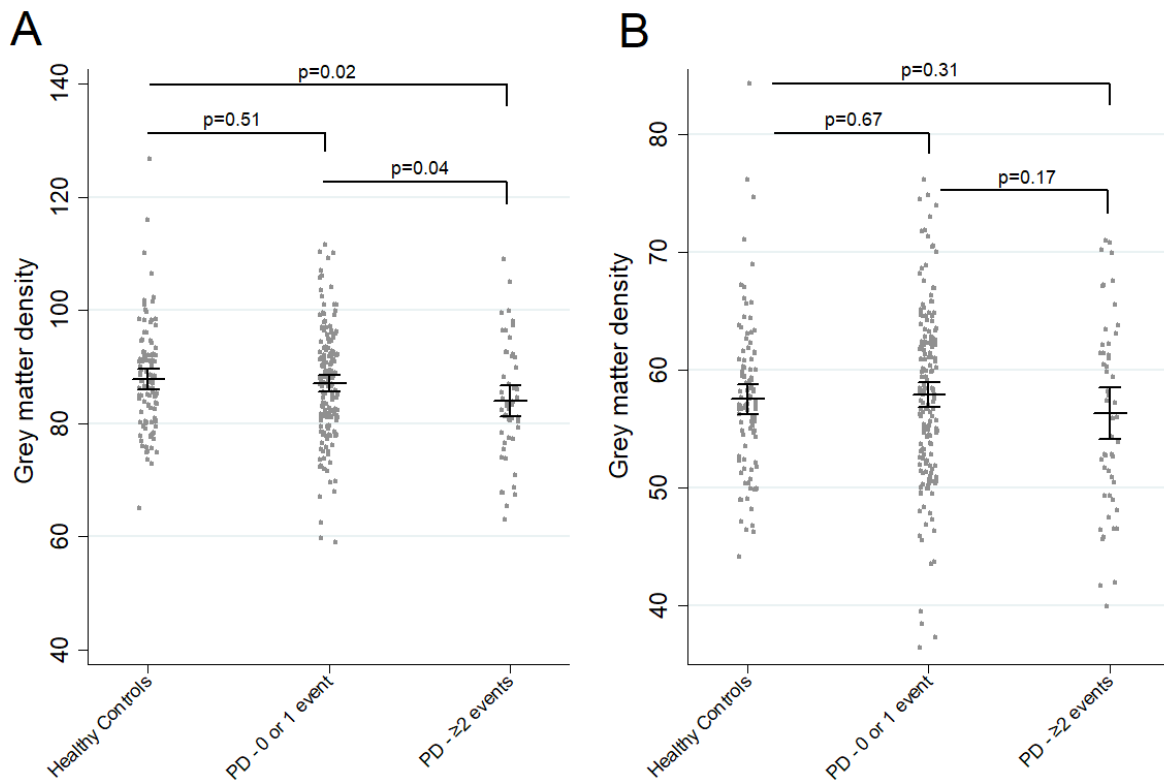 A
B
p=0.02
p=0.51
p=0.04
140
120
100
80
60
40
Grey matter density
Healthy Controls
PD - 0 or 1 event
PD - ≥2 events
p=0.31
p=0.67
p=0.17
80
70
60
50
40
Grey matter density
Healthy Controls
PD - 0 or 1 event
PD - ≥2 events